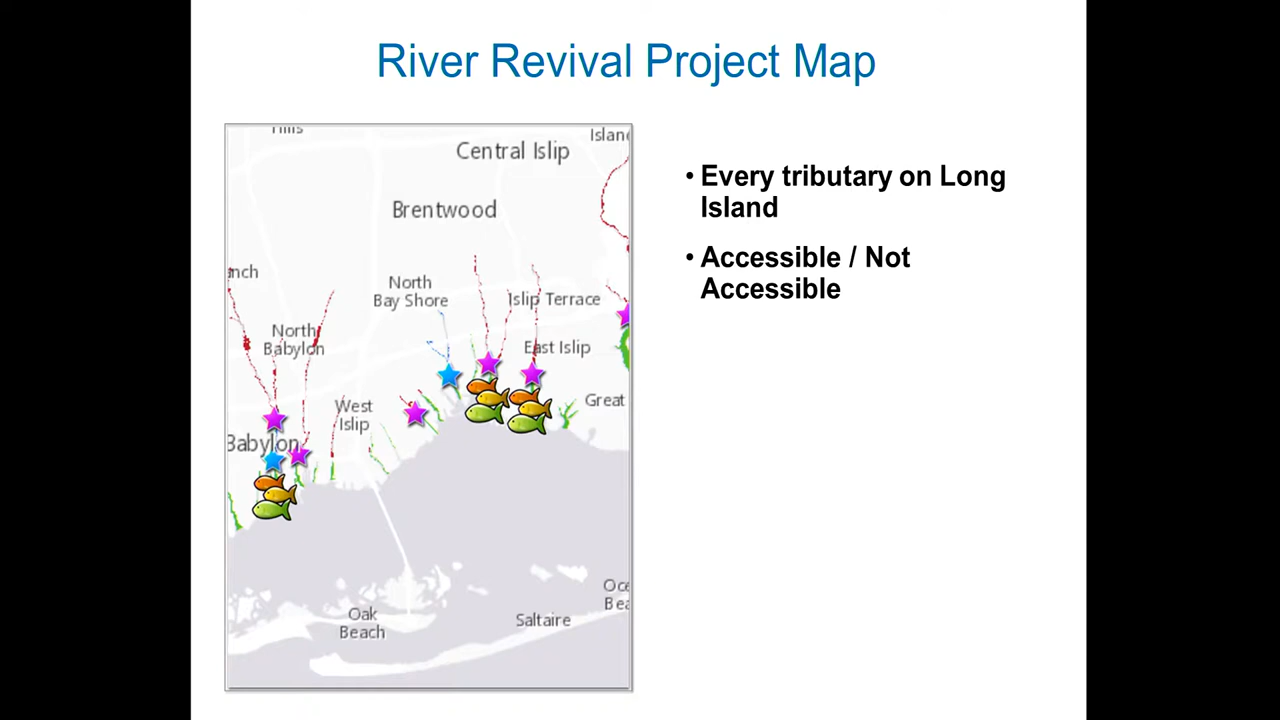 River Revival Project Map
Hills
Central Islip
Brentwood
North
Bay Shore
Islip Terrace
North
Babylon
East Islip
West
Islip
Great
Babylon
Oak
Beach
Saltaire
• Every tributary on Long
Island
• Accessible / Not
Accessible